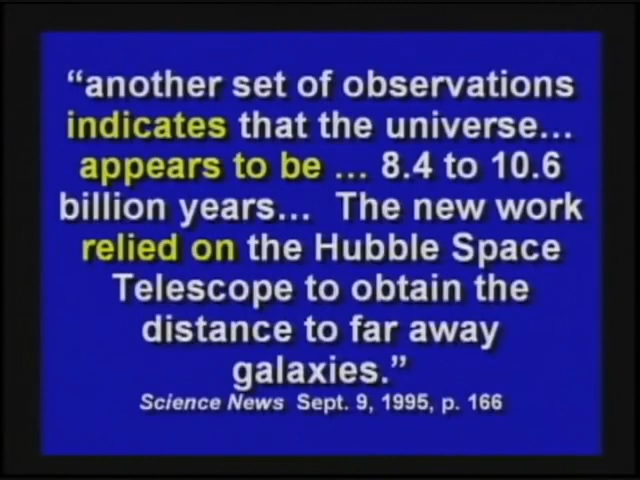 “another set of observations
indicates that the universe…
appears to be … 8.4 to 10.6
billion years… The new work
relied on the Hubble Space
Telescope to obtain the
distance to far away
galaxies.”
Science News Sept. 9, 1995, p. 166